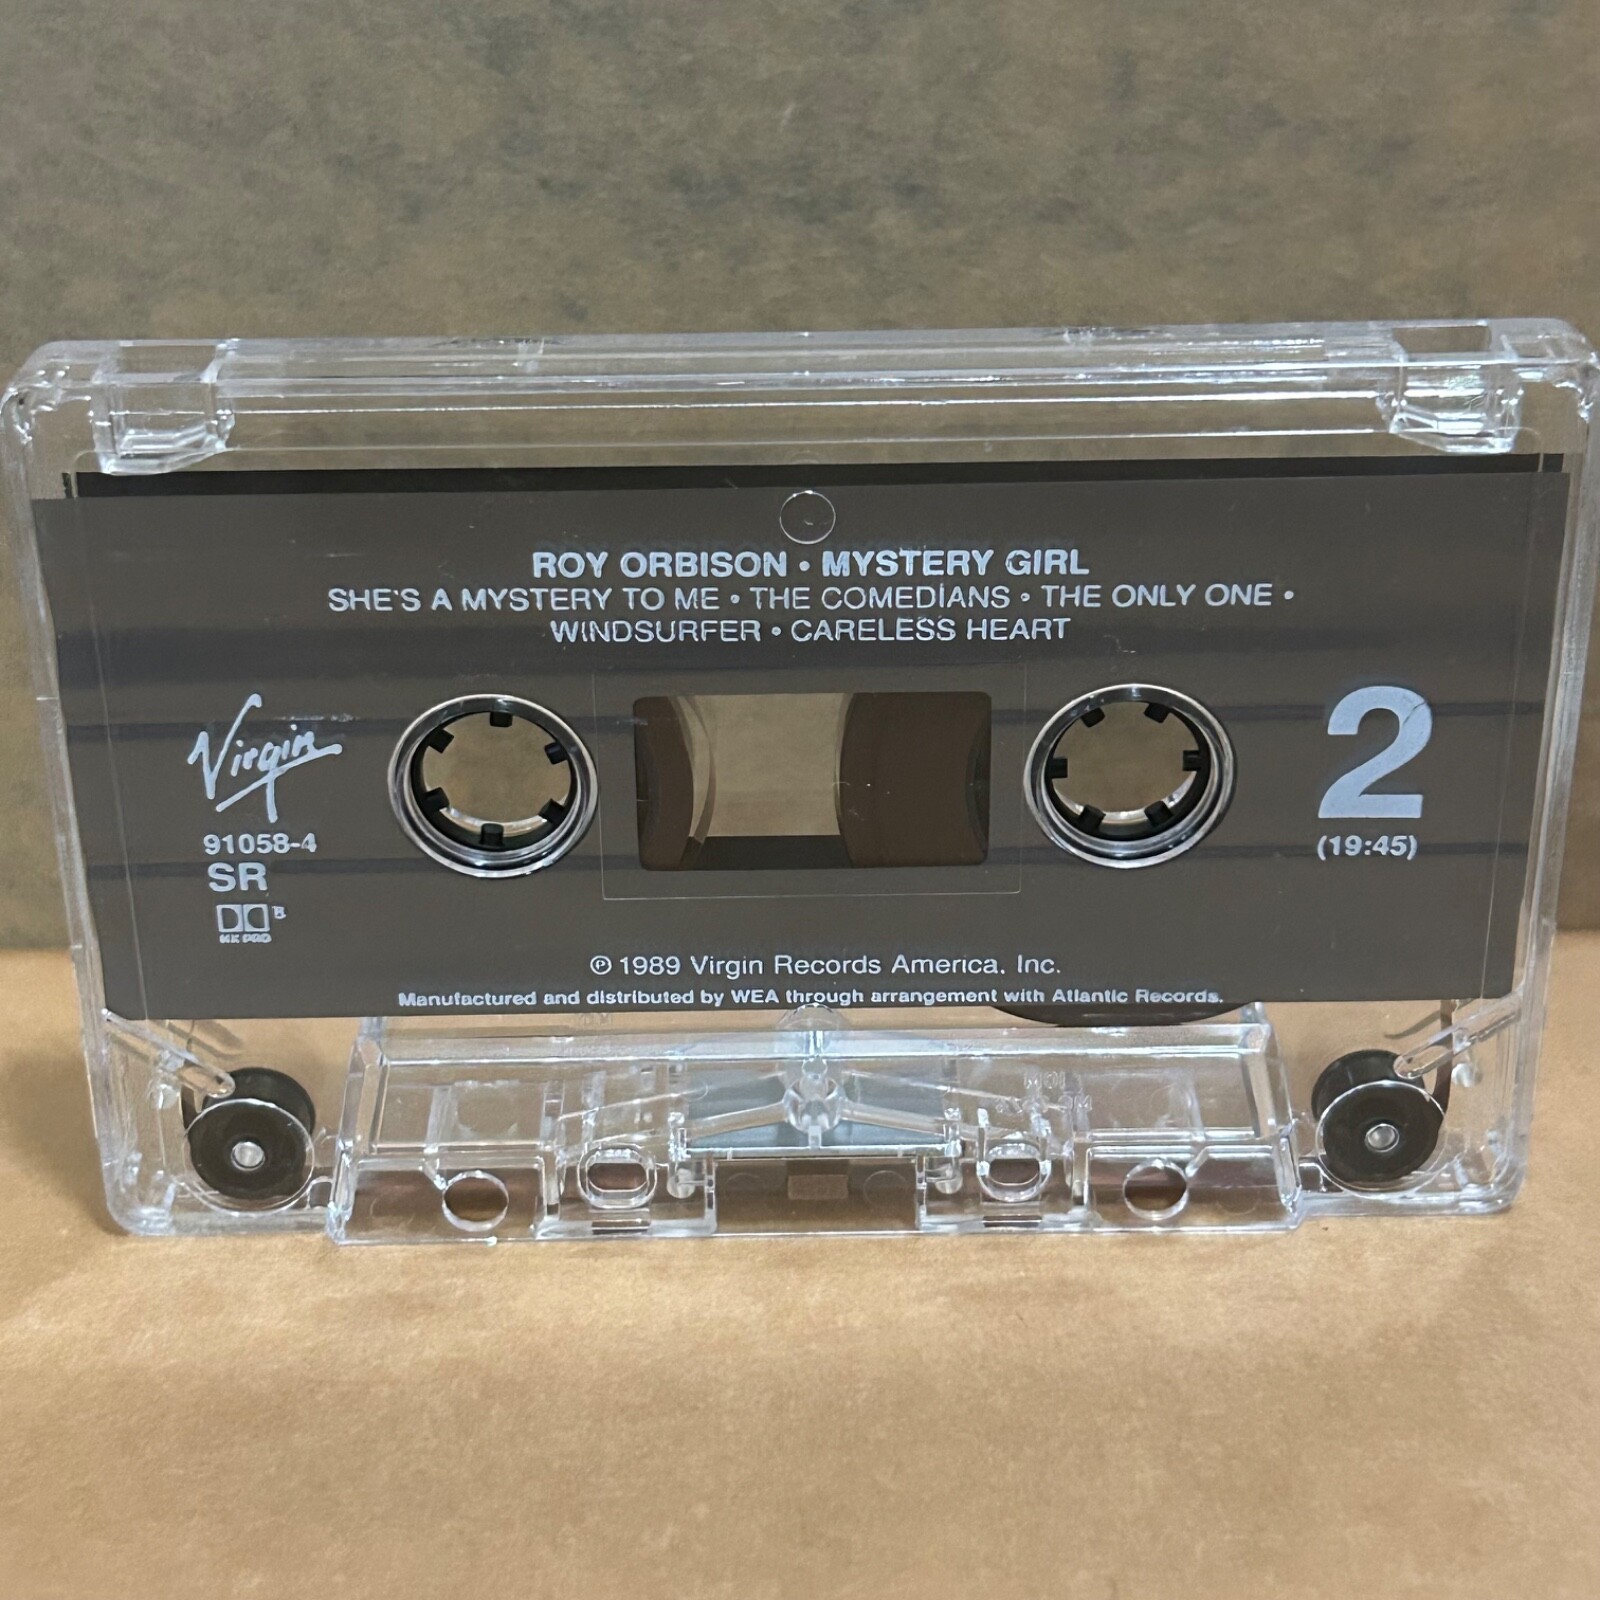 ROY ORBISON • MYSTERY GIRL
SHE'S A MYSTERY TO ME • THE COMEDIANS • THE ONLY ONE •
WINDSURFER • CARELESS HEART
Virgin
91058-4
SR
B
HX PRO
2
(19:45)
℗ 1989 Virgin Records America, Inc.
Manufactured and distributed by WEA through arrangement with Atlantic Records.